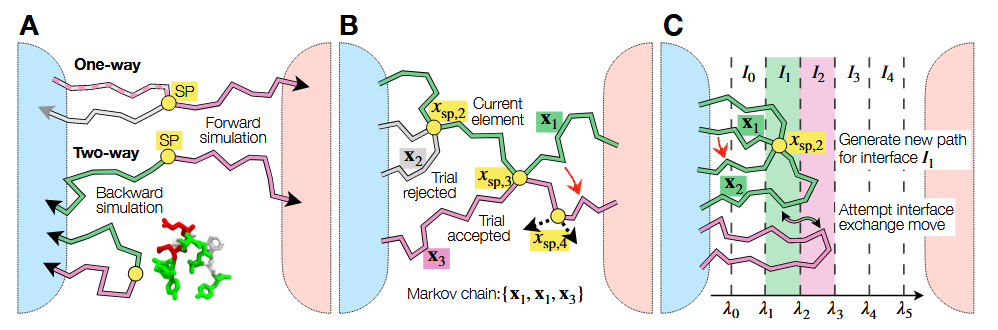 A
One-way
SP
Forward
simulation
SP
Two-way
Backward
simulation
B
x_sp,2
Current
element
x_1
x_2
Trial
rejected
x_sp,3
Trial
accepted
x_sp,4
x_3
Markov chain: {x_1, x_1, x_3}
C
I_0 I_1 I_2 I_3 I_4
x_1
x_sp,2
Generate new path
for interface I_1
x_2
Attempt interface
exchange move
λ_0 λ_1 λ_2 λ_3 λ_4 λ_5